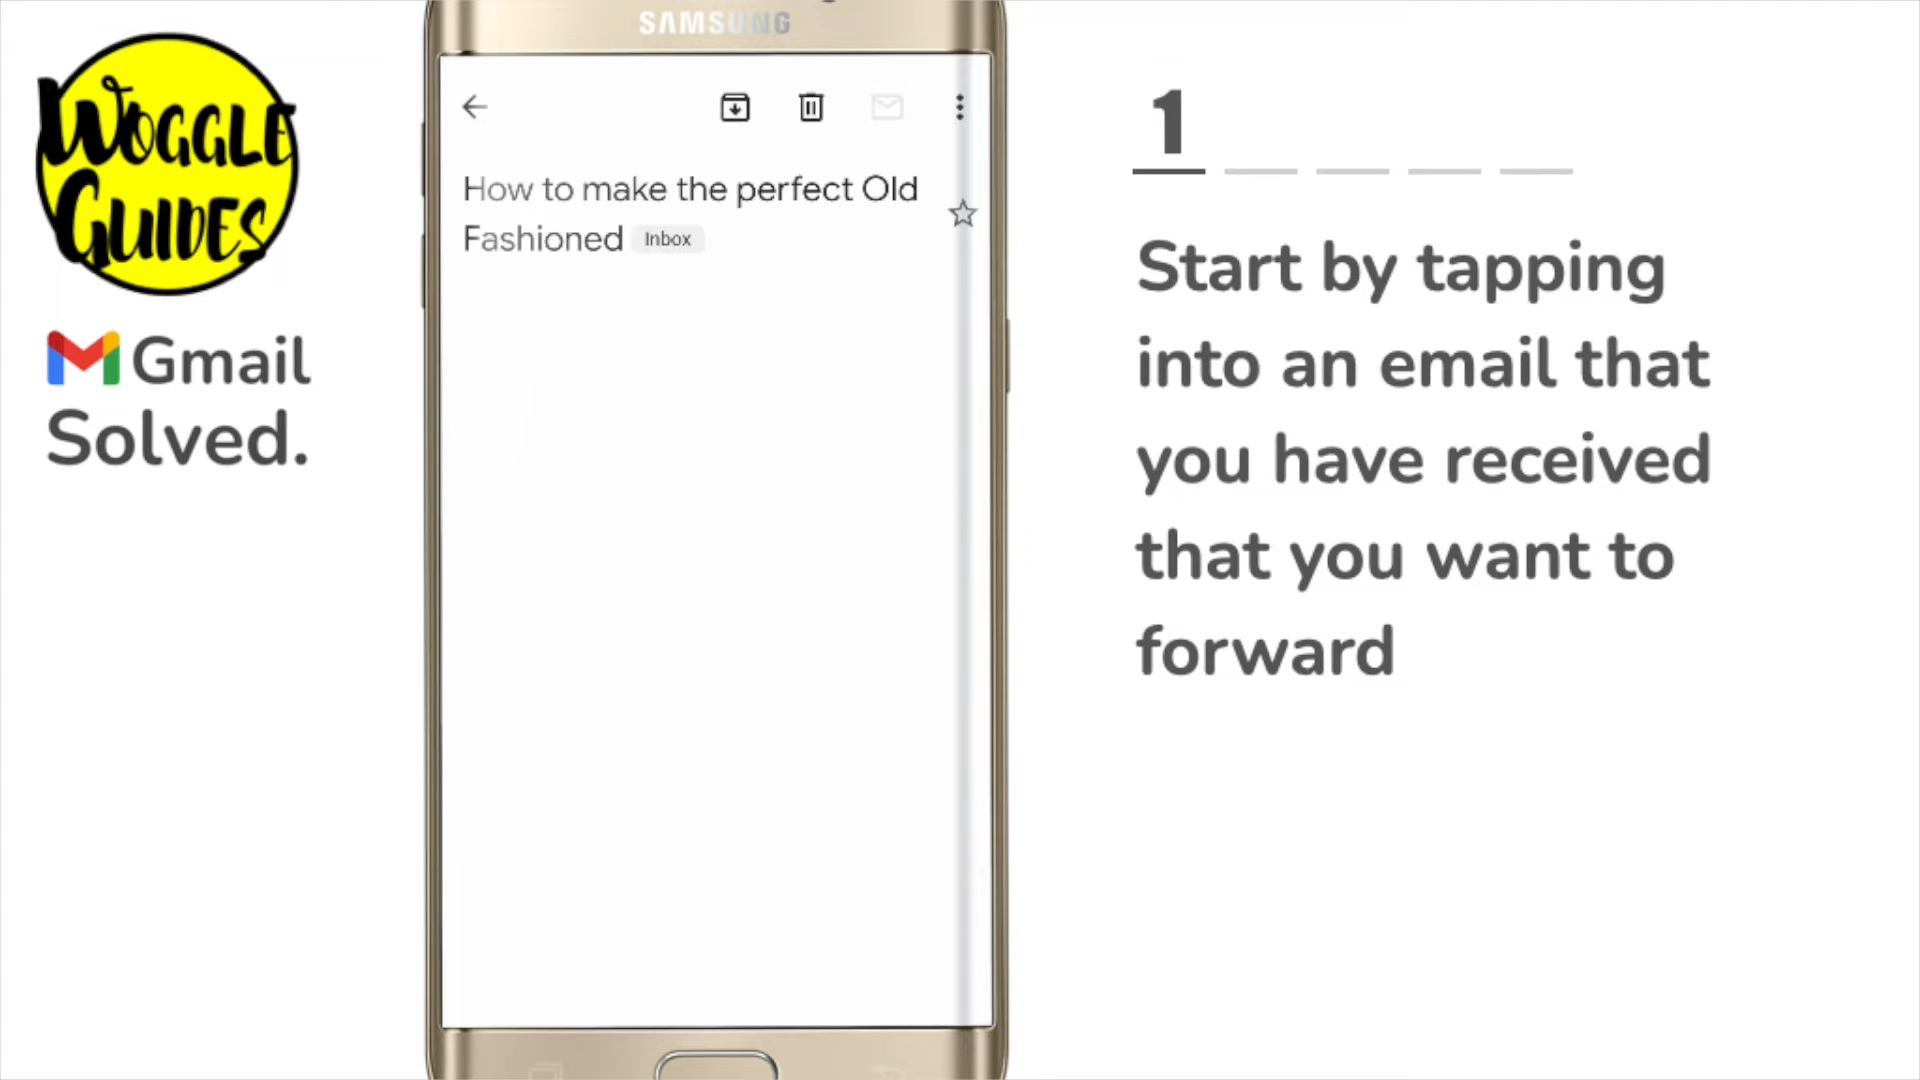 WOGGLE
GUIDES
Gmail
Solved.
SAMSUNG
How to make the perfect Old
Fashioned Inbox
1
Start by tapping
into an email that
you have received
that you want to
forward